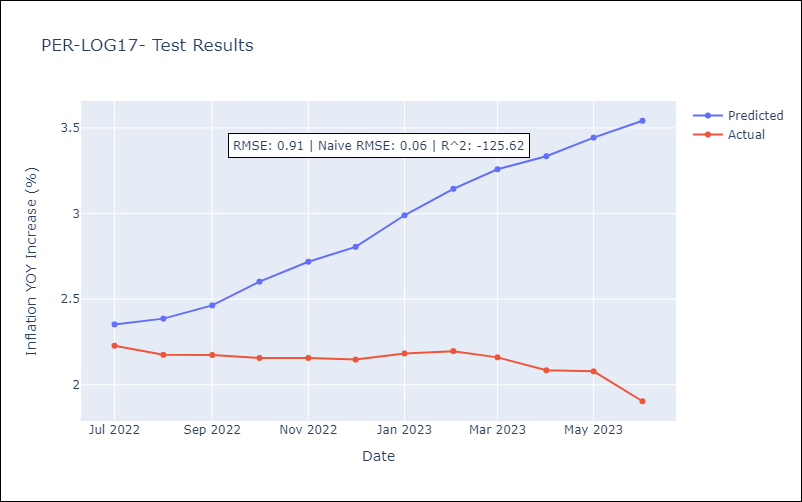 PER-LOG17- Test Results
Predicted
Actual
RMSE: 0.91 | Naive RMSE: 0.06 | R^2: -125.62
Inflation YOY Increase (%)
3.5
3
2.5
2
Jul 2022
Sep 2022
Nov 2022
Jan 2023
Mar 2023
May 2023
Date